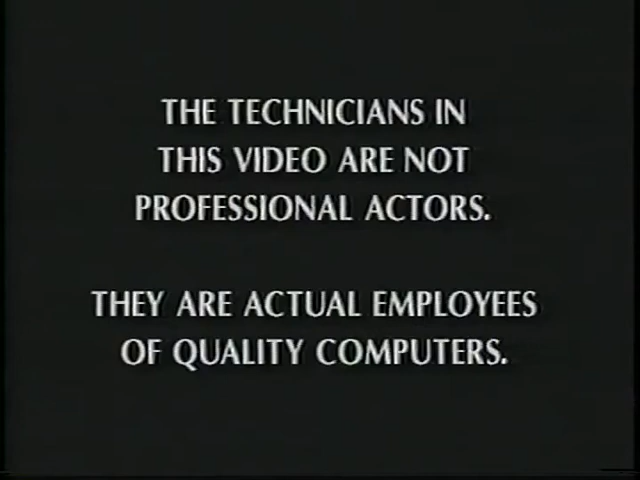 THE TECHNICIANS IN
THIS VIDEO ARE NOT
PROFESSIONAL ACTORS.
THEY ARE ACTUAL EMPLOYEES
OF QUALITY COMPUTERS.